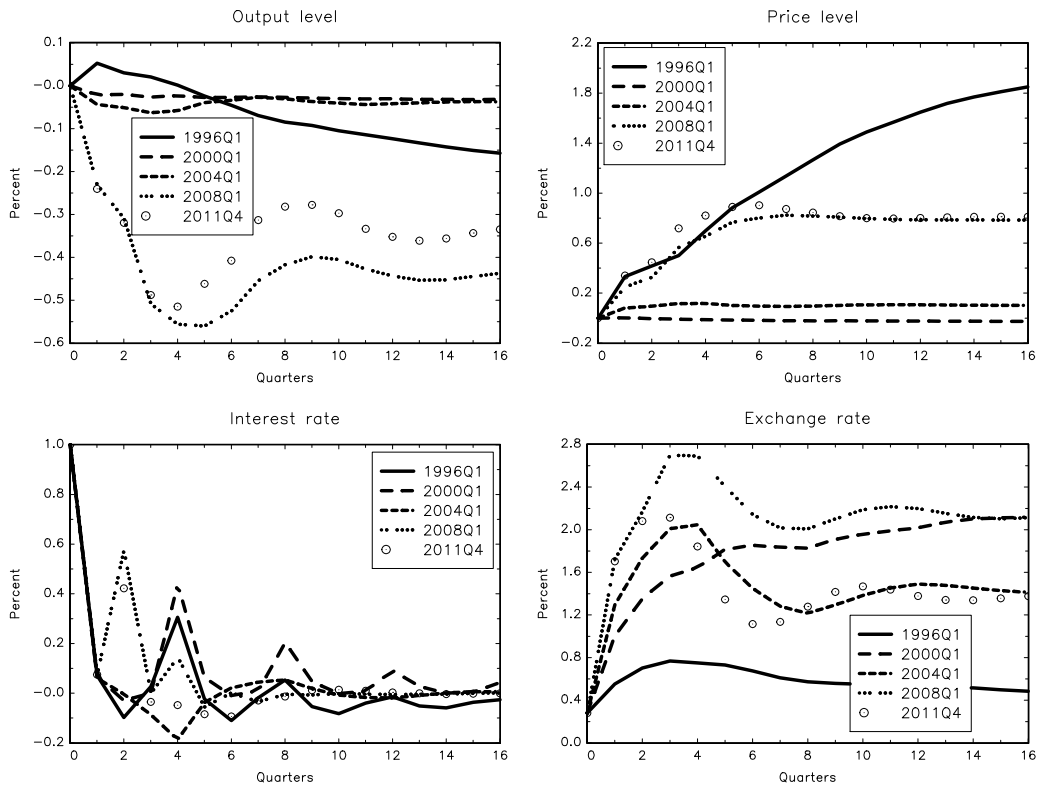 Output level
Percent
0.1
−0.0
−0.1
−0.2
−0.3
−0.4
−0.5
−0.6
1996Q1
2000Q1
2004Q1
2008Q1
2011Q4
0 2 4 6 8 10 12 14 16
Quarters
Price level
Percent
2.2
1.8
1.4
1.0
0.6
0.2
−0.2
1996Q1
2000Q1
2004Q1
2008Q1
2011Q4
0 2 4 6 8 10 12 14 16
Quarters
Interest rate
Percent
1.0
0.8
0.6
0.4
0.2
−0.0
−0.2
1996Q1
2000Q1
2004Q1
2008Q1
2011Q4
0 2 4 6 8 10 12 14 16
Quarters
Exchange rate
Percent
2.8
2.4
2.0
1.6
1.2
0.8
0.4
0.0
1996Q1
2000Q1
2004Q1
2008Q1
2011Q4
0 2 4 6 8 10 12 14 16
Quarters